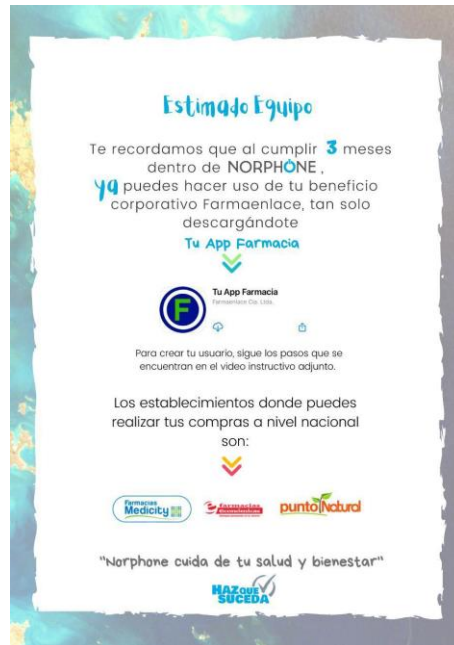 Estimado Equipo
Te recordamos que al cumplir 3 meses
dentro de NORPHONE ,
ya puedes hacer uso de tu beneficio
corporativo Farmaenlace, tan solo
descargándote
Tu App Farmacia
F
Tu App Farmacia
Farmaenlace Cia. Ltda.
Para crear tu usuario, sigue los pasos que se
encuentran en el video instructivo adjunto.
Los establecimientos donde puedes
realizar tus compras a nivel nacional
son:
Farmacias
Medicity
farmacias
punto Natural
"Norphone cuida de tu salud y bienestar"
HAZ QUE
SUCEDA